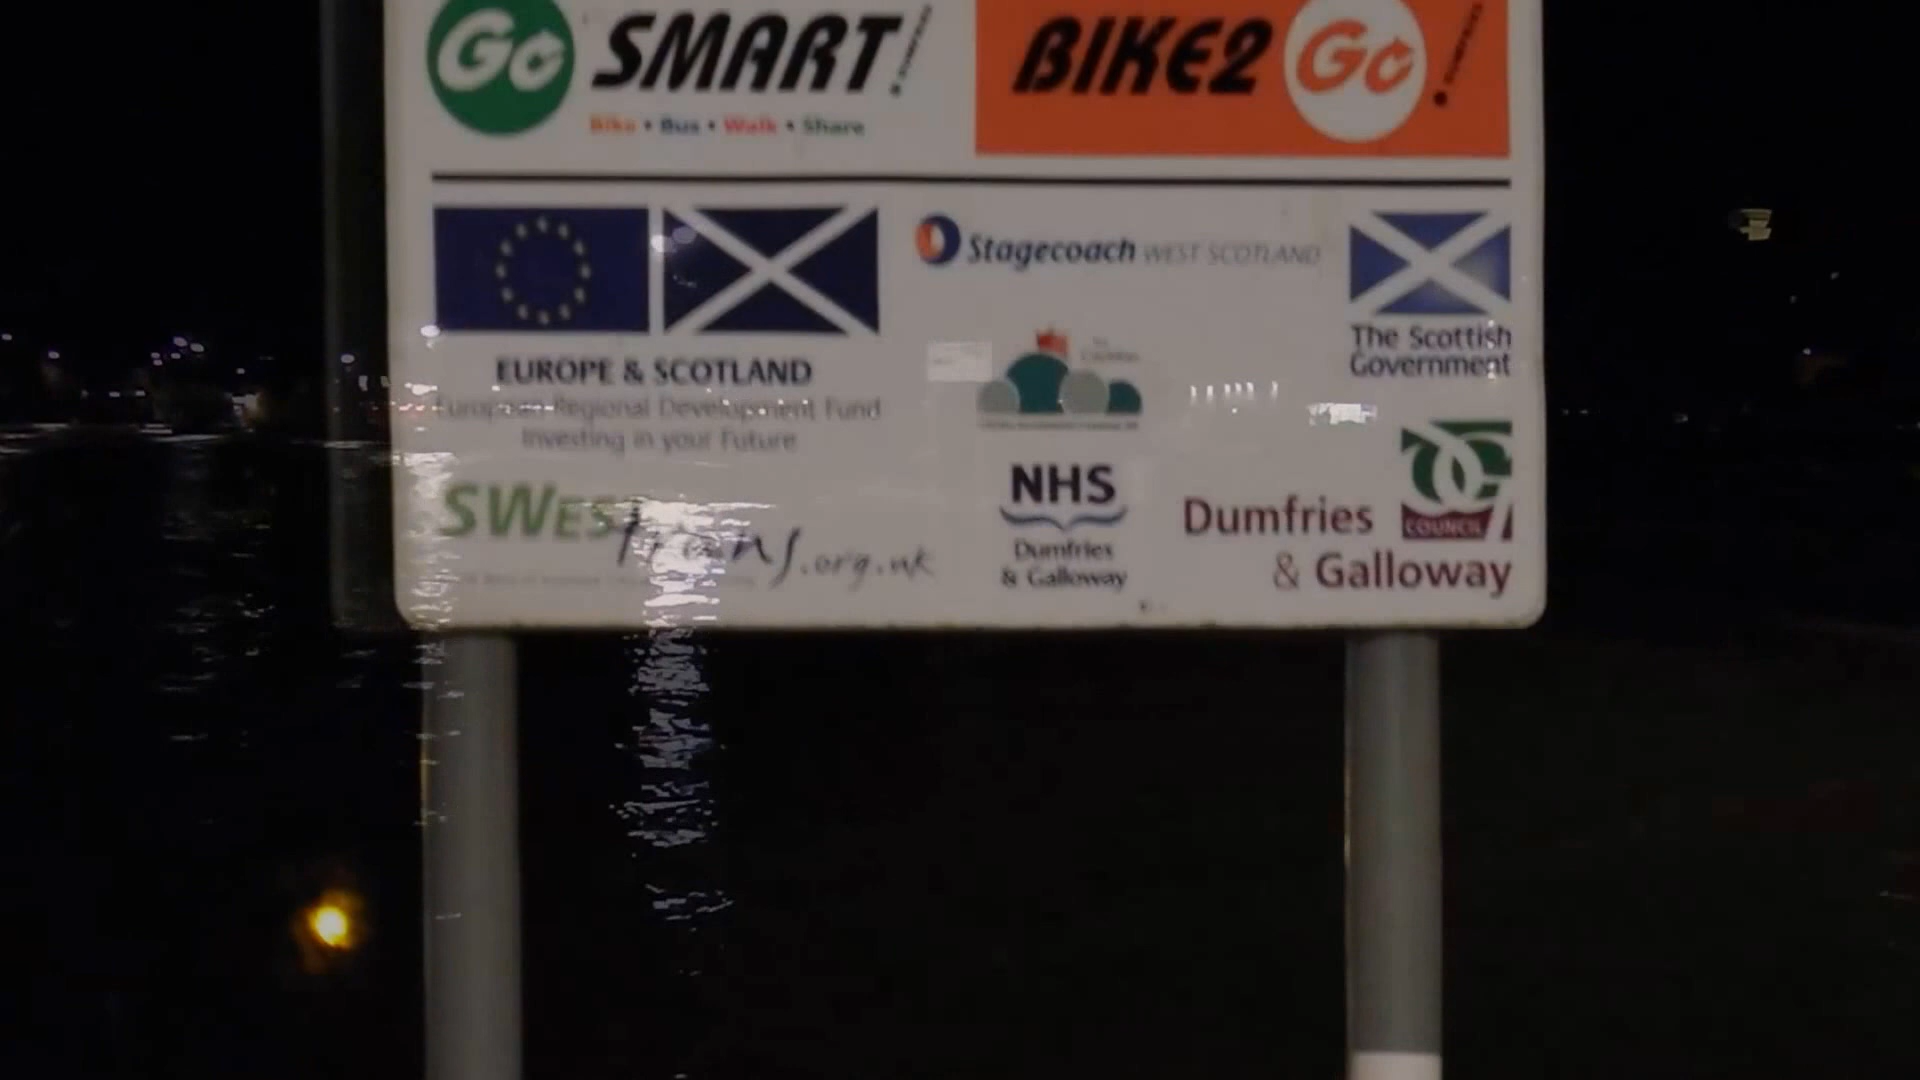 Go SMART!
Bike • Bus • Walk • Share
BIKE2 Go!
EUROPE & SCOTLAND
European Regional Development Fund
Investing in your Future
Stagecoach WEST SCOTLAND
The Scottish
Government
SWEStrans.org.uk
NHS
Dumfries
& Galloway
Dumfries
& Galloway
COUNCIL